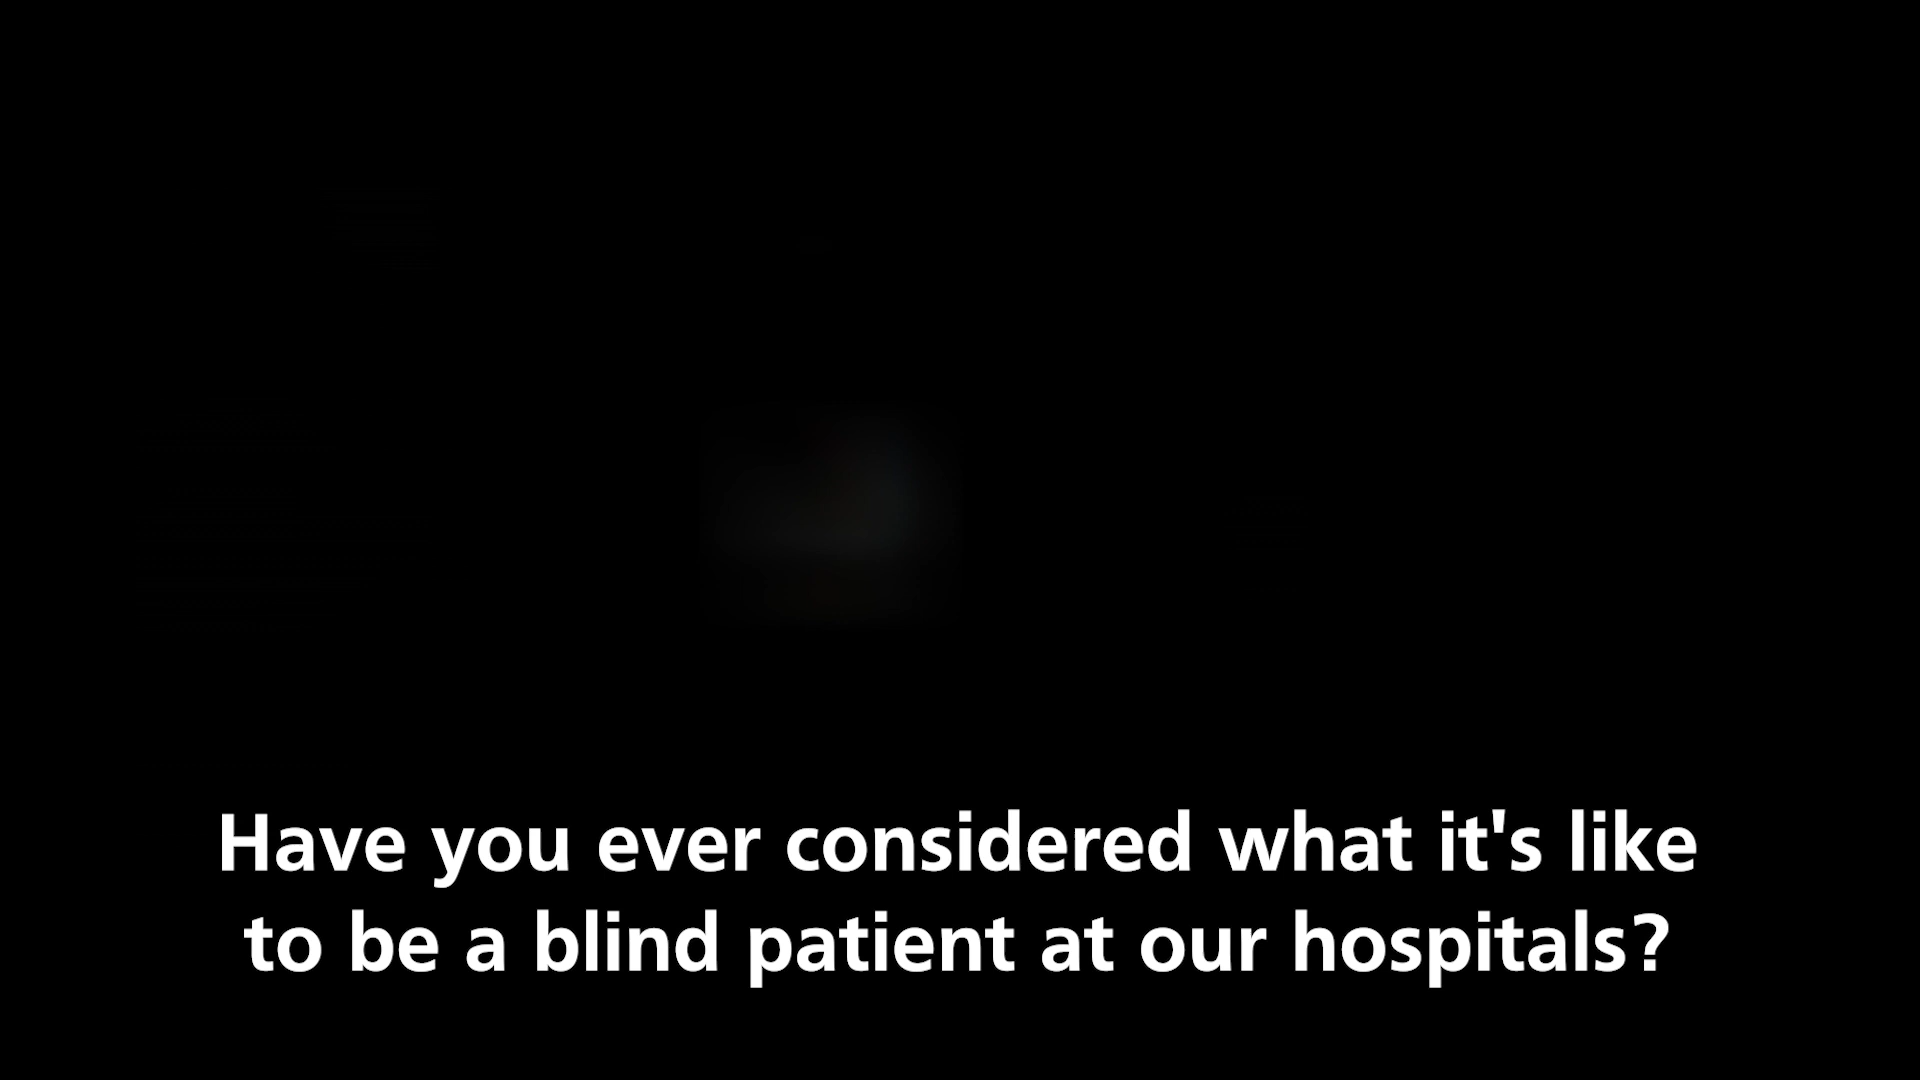 Have you ever considered what it's like
to be a blind patient at our hospitals?